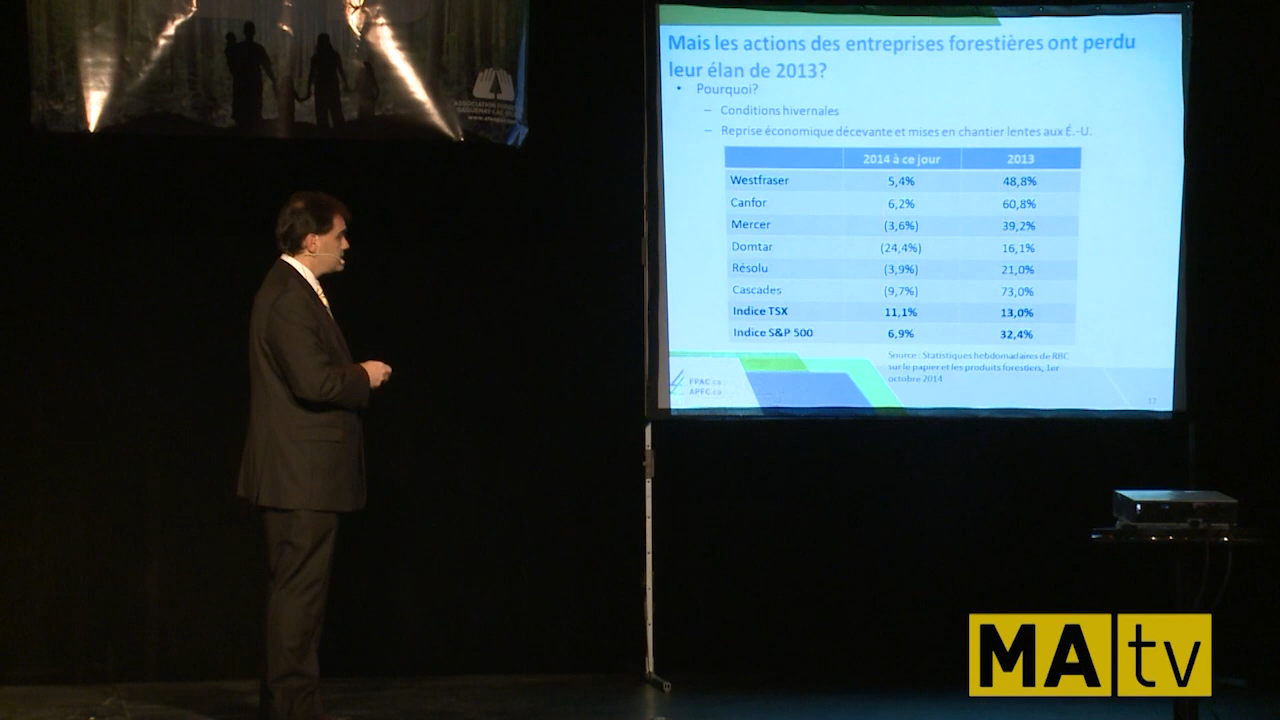 Mais les actions des entreprises forestières ont perdu
leur élan de 2013?
• Pourquoi?
– Conditions hivernales
– Reprise économique décevante et mises en chantier lentes aux É.-U.
2014 à ce jour 2013
Westfraser 5,4% 48,8%
Canfor 6,2% 60,8%
Mercer (3,6%) 39,2%
Domtar (24,4%) 16,1%
Résolu (3,9%) 21,0%
Cascades (9,7%) 73,0%
Indice TSX 11,1% 13,0%
Indice S&P 500 6,9% 32,4%
Source : Statistiques hebdomadaires de RBC
sur le papier et les produits forestiers, 1er
octobre 2014
FPAC.ca
APFC.ca
17
ASSOCIATION
MAtv